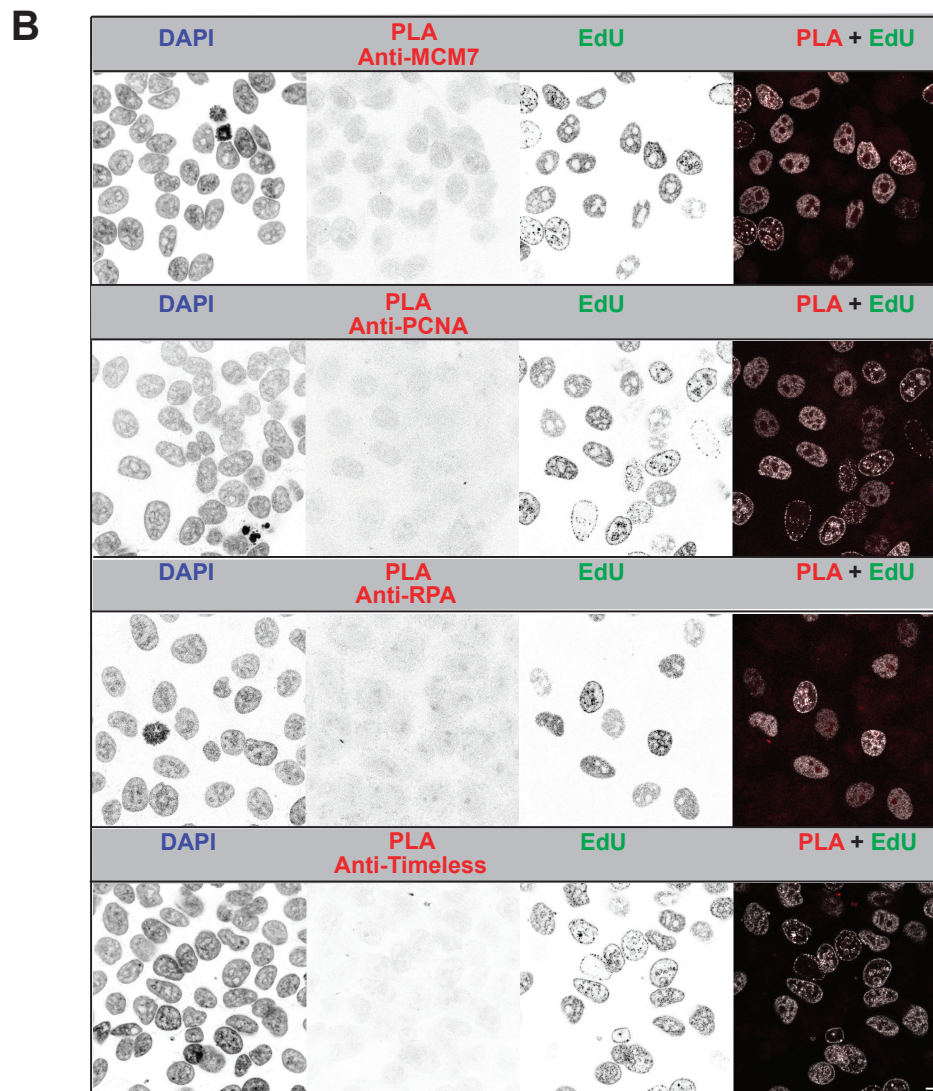 B
DAPI PLA EdU PLA + EdU
Anti-MCM7
DAPI PLA EdU PLA + EdU
Anti-PCNA
DAPI PLA EdU PLA + EdU
Anti-RPA
DAPI PLA EdU PLA + EdU
Anti-Timeless